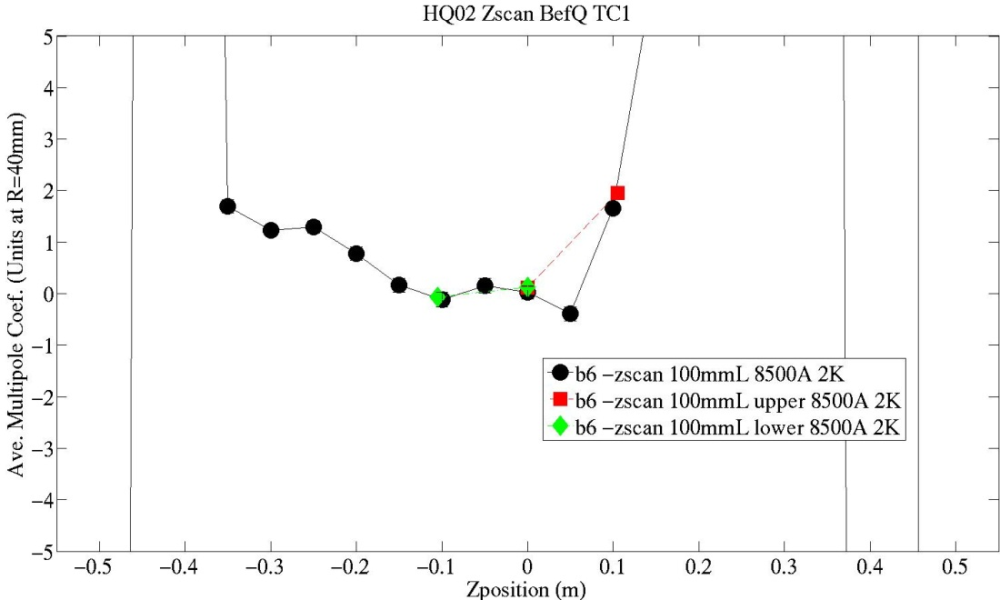 HQ02 Zscan BefQ TC1
Ave. Multipole Coef. (Units at R=40mm)
5
4
3
2
1
0
−1
−2
−3
−4
−5
b6 −zscan 100mmL 8500A 2K
b6 −zscan 100mmL upper 8500A 2K
b6 −zscan 100mmL lower 8500A 2K
−0.5 −0.4 −0.3 −0.2 −0.1 0 0.1 0.2 0.3 0.4 0.5
Zposition (m)